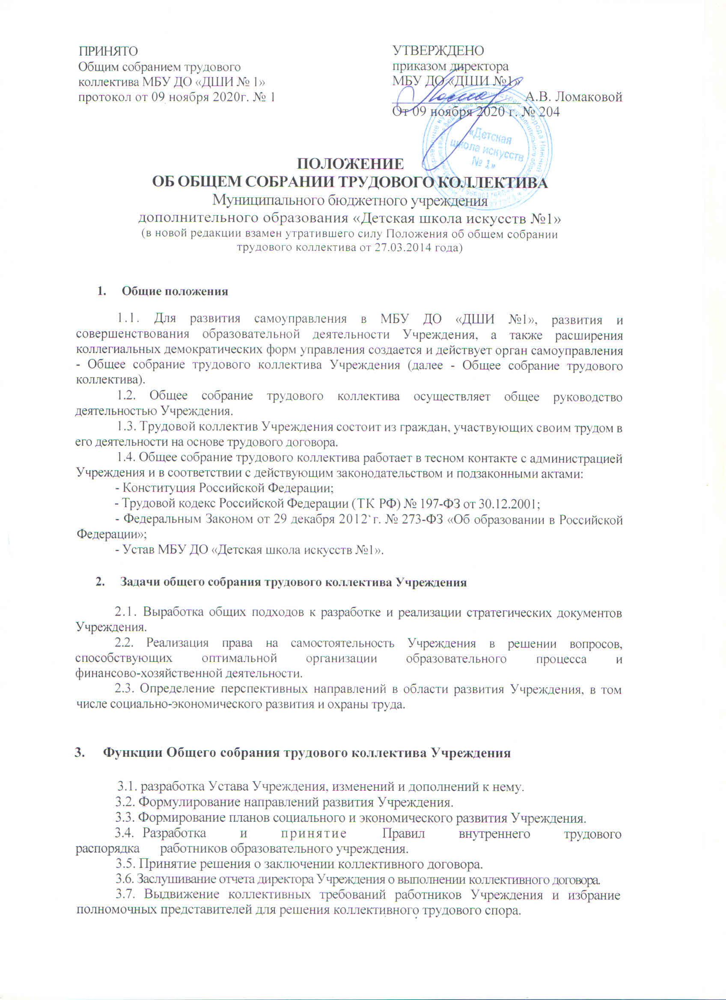 ПРИНЯТО
Общим собранием трудового
коллектива МБУ ДО «ДШИ № 1»
протокол от 09 ноября 2020г. № 1
УТВЕРЖДЕНО
приказом директора
МБУ ДО «ДШИ №1»
А.В. Ломаковой
От 09 ноября 2020 г. № 204
«Детская
школа искусств
№ 1»
ПОЛОЖЕНИЕ
ОБ ОБЩЕМ СОБРАНИИ ТРУДОВОГО КОЛЛЕКТИВА
Муниципального бюджетного учреждения
дополнительного образования «Детская школа искусств №1»
(в новой редакции взамен утратившего силу Положения об общем собрании
трудового коллектива от 27.03.2014 года)
1. Общие положения
1.1. Для развития самоуправления в МБУ ДО «ДШИ №1», развития и
совершенствования образовательной деятельности Учреждения, а также расширения
коллегиальных демократических форм управления создается и действует орган самоуправления
- Общее собрание трудового коллектива Учреждения (далее - Общее собрание трудового
коллектива).
1.2. Общее собрание трудового коллектива осуществляет общее руководство
деятельностью Учреждения.
1.3. Трудовой коллектив Учреждения состоит из граждан, участвующих своим трудом в
его деятельности на основе трудового договора.
1.4. Общее собрание трудового коллектива работает в тесном контакте с администрацией
Учреждения и в соответствии с действующим законодательством и подзаконными актами:
- Конституция Российской Федерации;
- Трудовой кодекс Российской Федерации (ТК РФ) № 197-ФЗ от 30.12.2001;
- Федеральным Законом от 29 декабря 2012 г. № 273-ФЗ «Об образовании в Российской
Федерации»;
- Устав МБУ ДО «Детская школа искусств №1».
2. Задачи общего собрания трудового коллектива Учреждения
2.1. Выработка общих подходов к разработке и реализации стратегических документов
Учреждения.
2.2. Реализация права на самостоятельность Учреждения в решении вопросов,
способствующих оптимальной организации образовательного процесса и
финансово-хозяйственной деятельности.
2.3. Определение перспективных направлений в области развития Учреждения, в том
числе социально-экономического развития и охраны труда.
3. Функции Общего собрания трудового коллектива Учреждения
3.1. разработка Устава Учреждения, изменений и дополнений к нему.
3.2. Формулирование направлений развития Учреждения.
3.3. Формирование планов социального и экономического развития Учреждения.
3.4. Разработка и принятие Правил внутреннего трудового
распорядка работников образовательного учреждения.
3.5. Принятие решения о заключении коллективного договора.
3.6. Заслушивание отчета директора Учреждения о выполнении коллективного договора.
3.7. Выдвижение коллективных требований работников Учреждения и избрание
полномочных представителей для решения коллективного трудового спора.